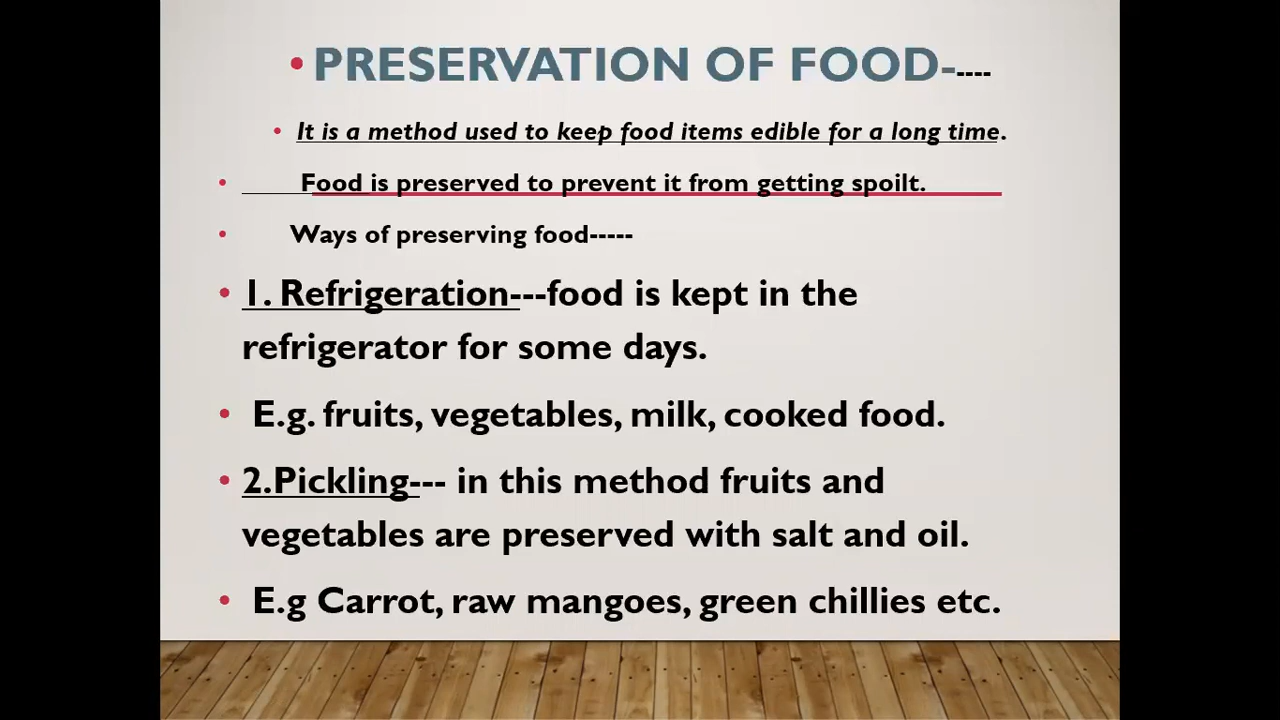 • PRESERVATION OF FOOD-----
• It is a method used to keep food items edible for a long time.
• Food is preserved to prevent it from getting spoilt.
• Ways of preserving food-----
• 1. Refrigeration---food is kept in the
refrigerator for some days.
• E.g. fruits, vegetables, milk, cooked food.
• 2.Pickling--- in this method fruits and
vegetables are preserved with salt and oil.
• E.g Carrot, raw mangoes, green chillies etc.